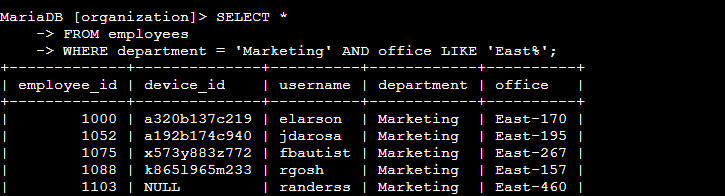 MariaDB [organization]> SELECT *
    -> FROM employees
    -> WHERE department = 'Marketing' AND office LIKE 'East%';
+-------------+--------------+----------+------------+----------+
| employee_id | device_id    | username | department | office   |
+-------------+--------------+----------+------------+----------+
|        1000 | a320b137c219 | elarson  | Marketing  | East-170 |
|        1052 | a192b174c940 | jdarosa  | Marketing  | East-195 |
|        1075 | x573y883z772 | fbautist | Marketing  | East-267 |
|        1088 | k865l965m233 | rgosh    | Marketing  | East-157 |
|        1103 | NULL         | randerss | Marketing  | East-460 |